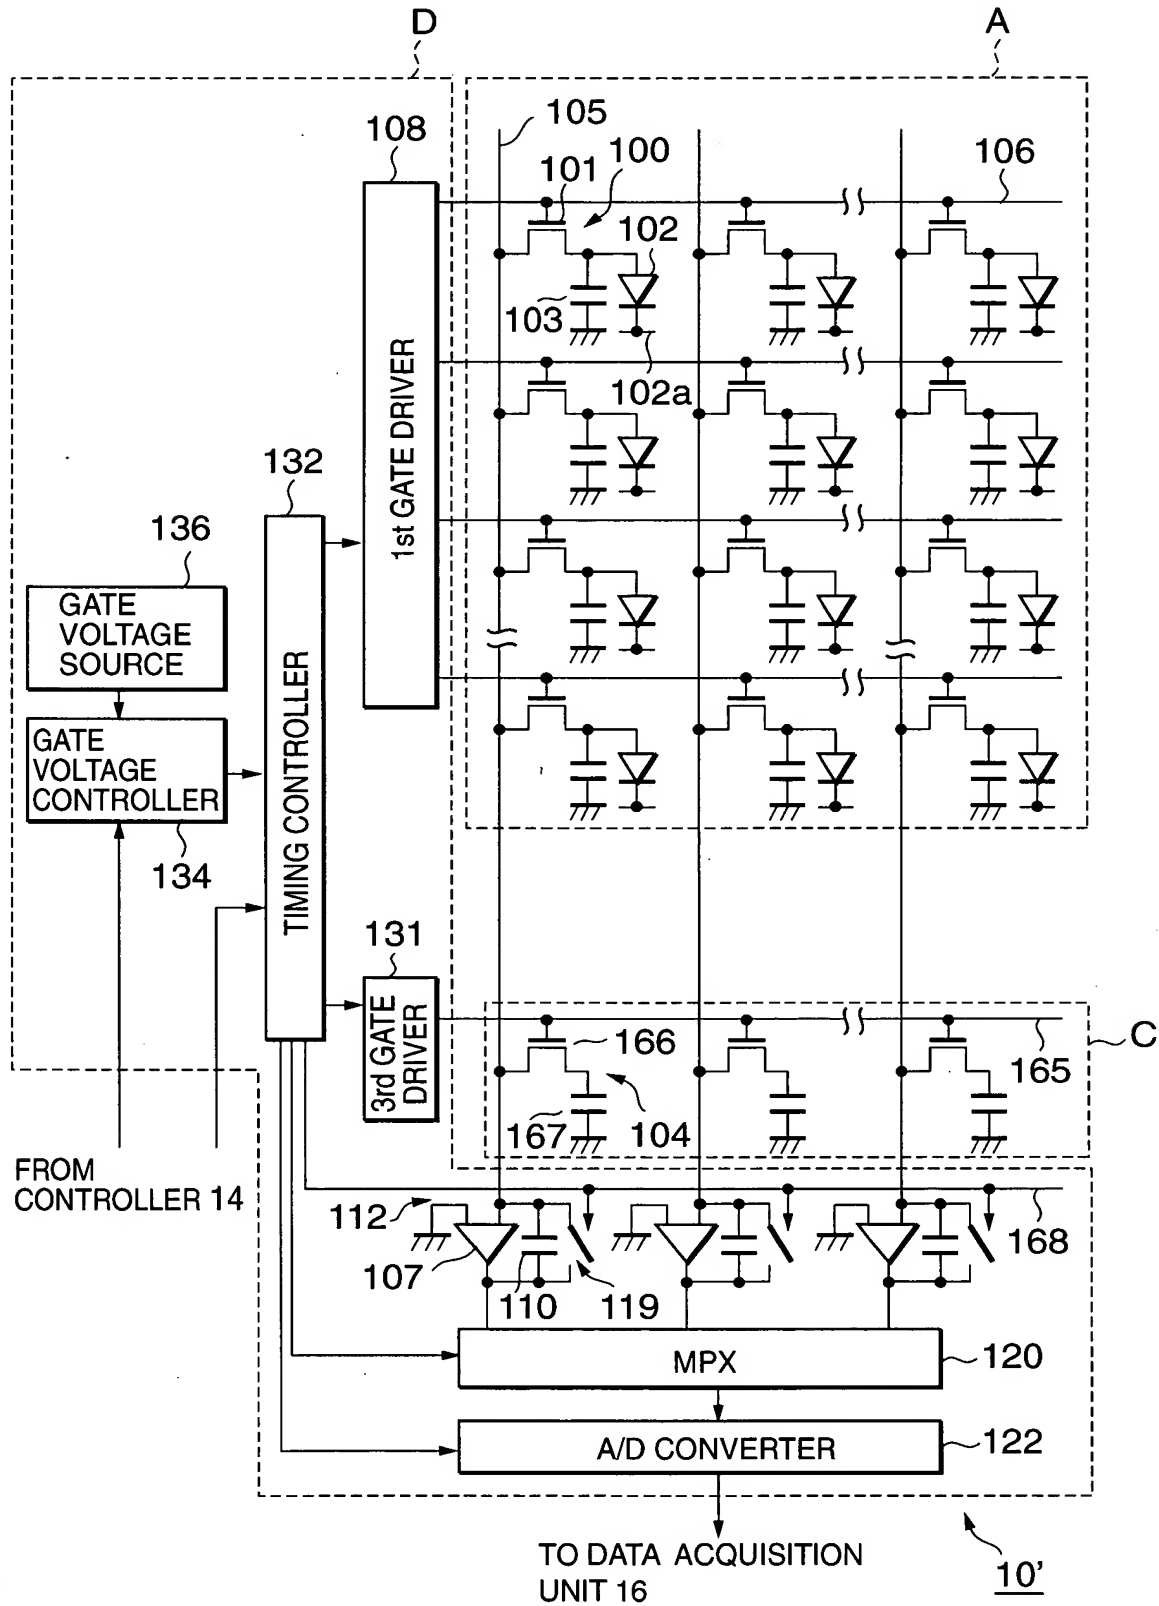 D
A
108
105
100
101
106
102
103
102a
1st GATE DRIVER
132
136
GATE
VOLTAGE
SOURCE
TIMING CONTROLLER
GATE
VOLTAGE
CONTROLLER
134
131
3rd GATE
DRIVER
166
165
C
167
104
FROM
CONTROLLER 14
112
168
107
110
119
MPX
120
A/D CONVERTER
122
TO DATA ACQUISITION
UNIT 16
10'